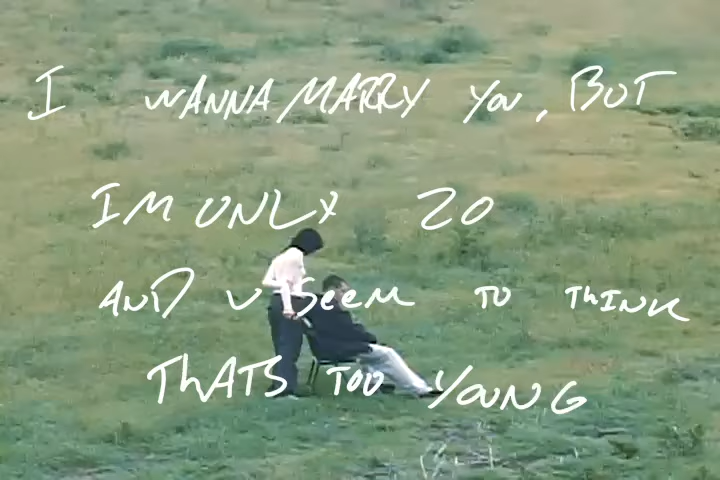 I WANNA MARRY YOU, BUT
IM ONLY 20
AND U SEEM TO THINK
THATS TOO YOUNG